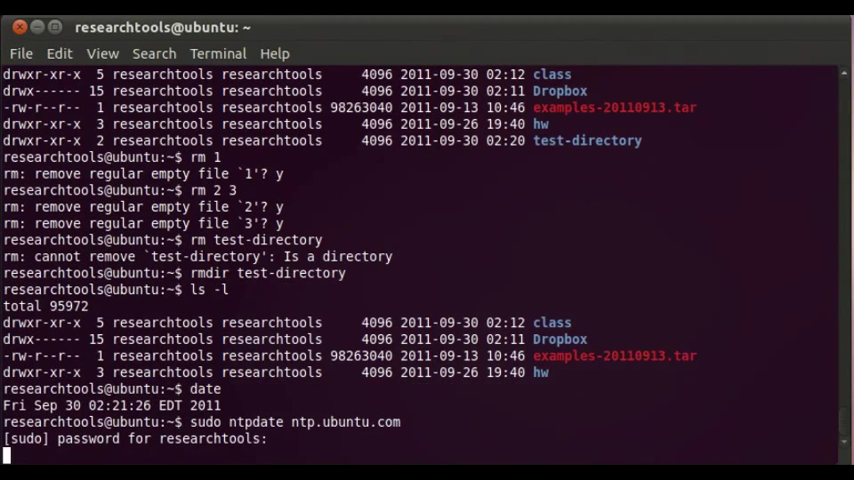 researchtools@ubuntu: ~
File Edit View Search Terminal Help
drwxr-xr-x  5 researchtools researchtools     4096 2011-09-30 02:12 class
drwx------ 15 researchtools researchtools     4096 2011-09-30 02:11 Dropbox
-rw-r--r--  1 researchtools researchtools 98263040 2011-09-13 10:46 examples-20110913.tar
drwxr-xr-x  3 researchtools researchtools     4096 2011-09-26 19:40 hw
drwxr-xr-x  2 researchtools researchtools     4096 2011-09-30 02:20 test-directory
researchtools@ubuntu:~$ rm 1
rm: remove regular empty file `1'? y
researchtools@ubuntu:~$ rm 2 3
rm: remove regular empty file `2'? y
rm: remove regular empty file `3'? y
researchtools@ubuntu:~$ rm test-directory
rm: cannot remove `test-directory': Is a directory
researchtools@ubuntu:~$ rmdir test-directory
researchtools@ubuntu:~$ ls -l
total 95972
drwxr-xr-x  5 researchtools researchtools     4096 2011-09-30 02:12 class
drwx------ 15 researchtools researchtools     4096 2011-09-30 02:11 Dropbox
-rw-r--r--  1 researchtools researchtools 98263040 2011-09-13 10:46 examples-20110913.tar
drwxr-xr-x  3 researchtools researchtools     4096 2011-09-26 19:40 hw
researchtools@ubuntu:~$ date
Fri Sep 30 02:21:26 EDT 2011
researchtools@ubuntu:~$ sudo ntpdate ntp.ubuntu.com
[sudo] password for researchtools: